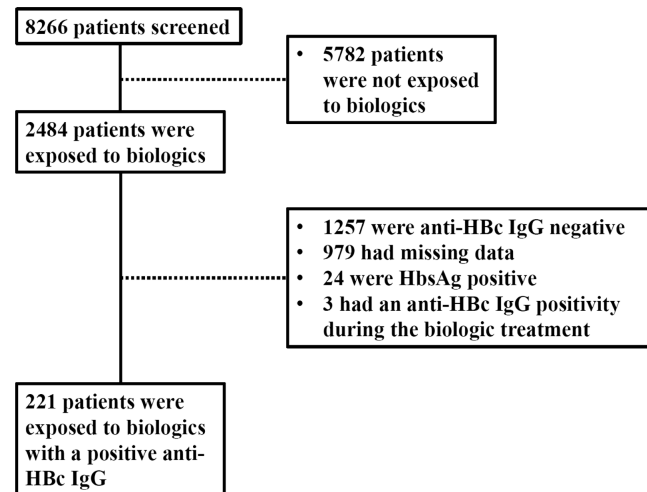 8266 patients screened
• 5782 patients
were not exposed
to biologics
2484 patients were
exposed to biologics
• 1257 were anti-HBc IgG negative
• 979 had missing data
• 24 were HbsAg positive
• 3 had an anti-HBc IgG positivity
during the biologic treatment
221 patients were
exposed to biologics
with a positive anti-
HBc IgG